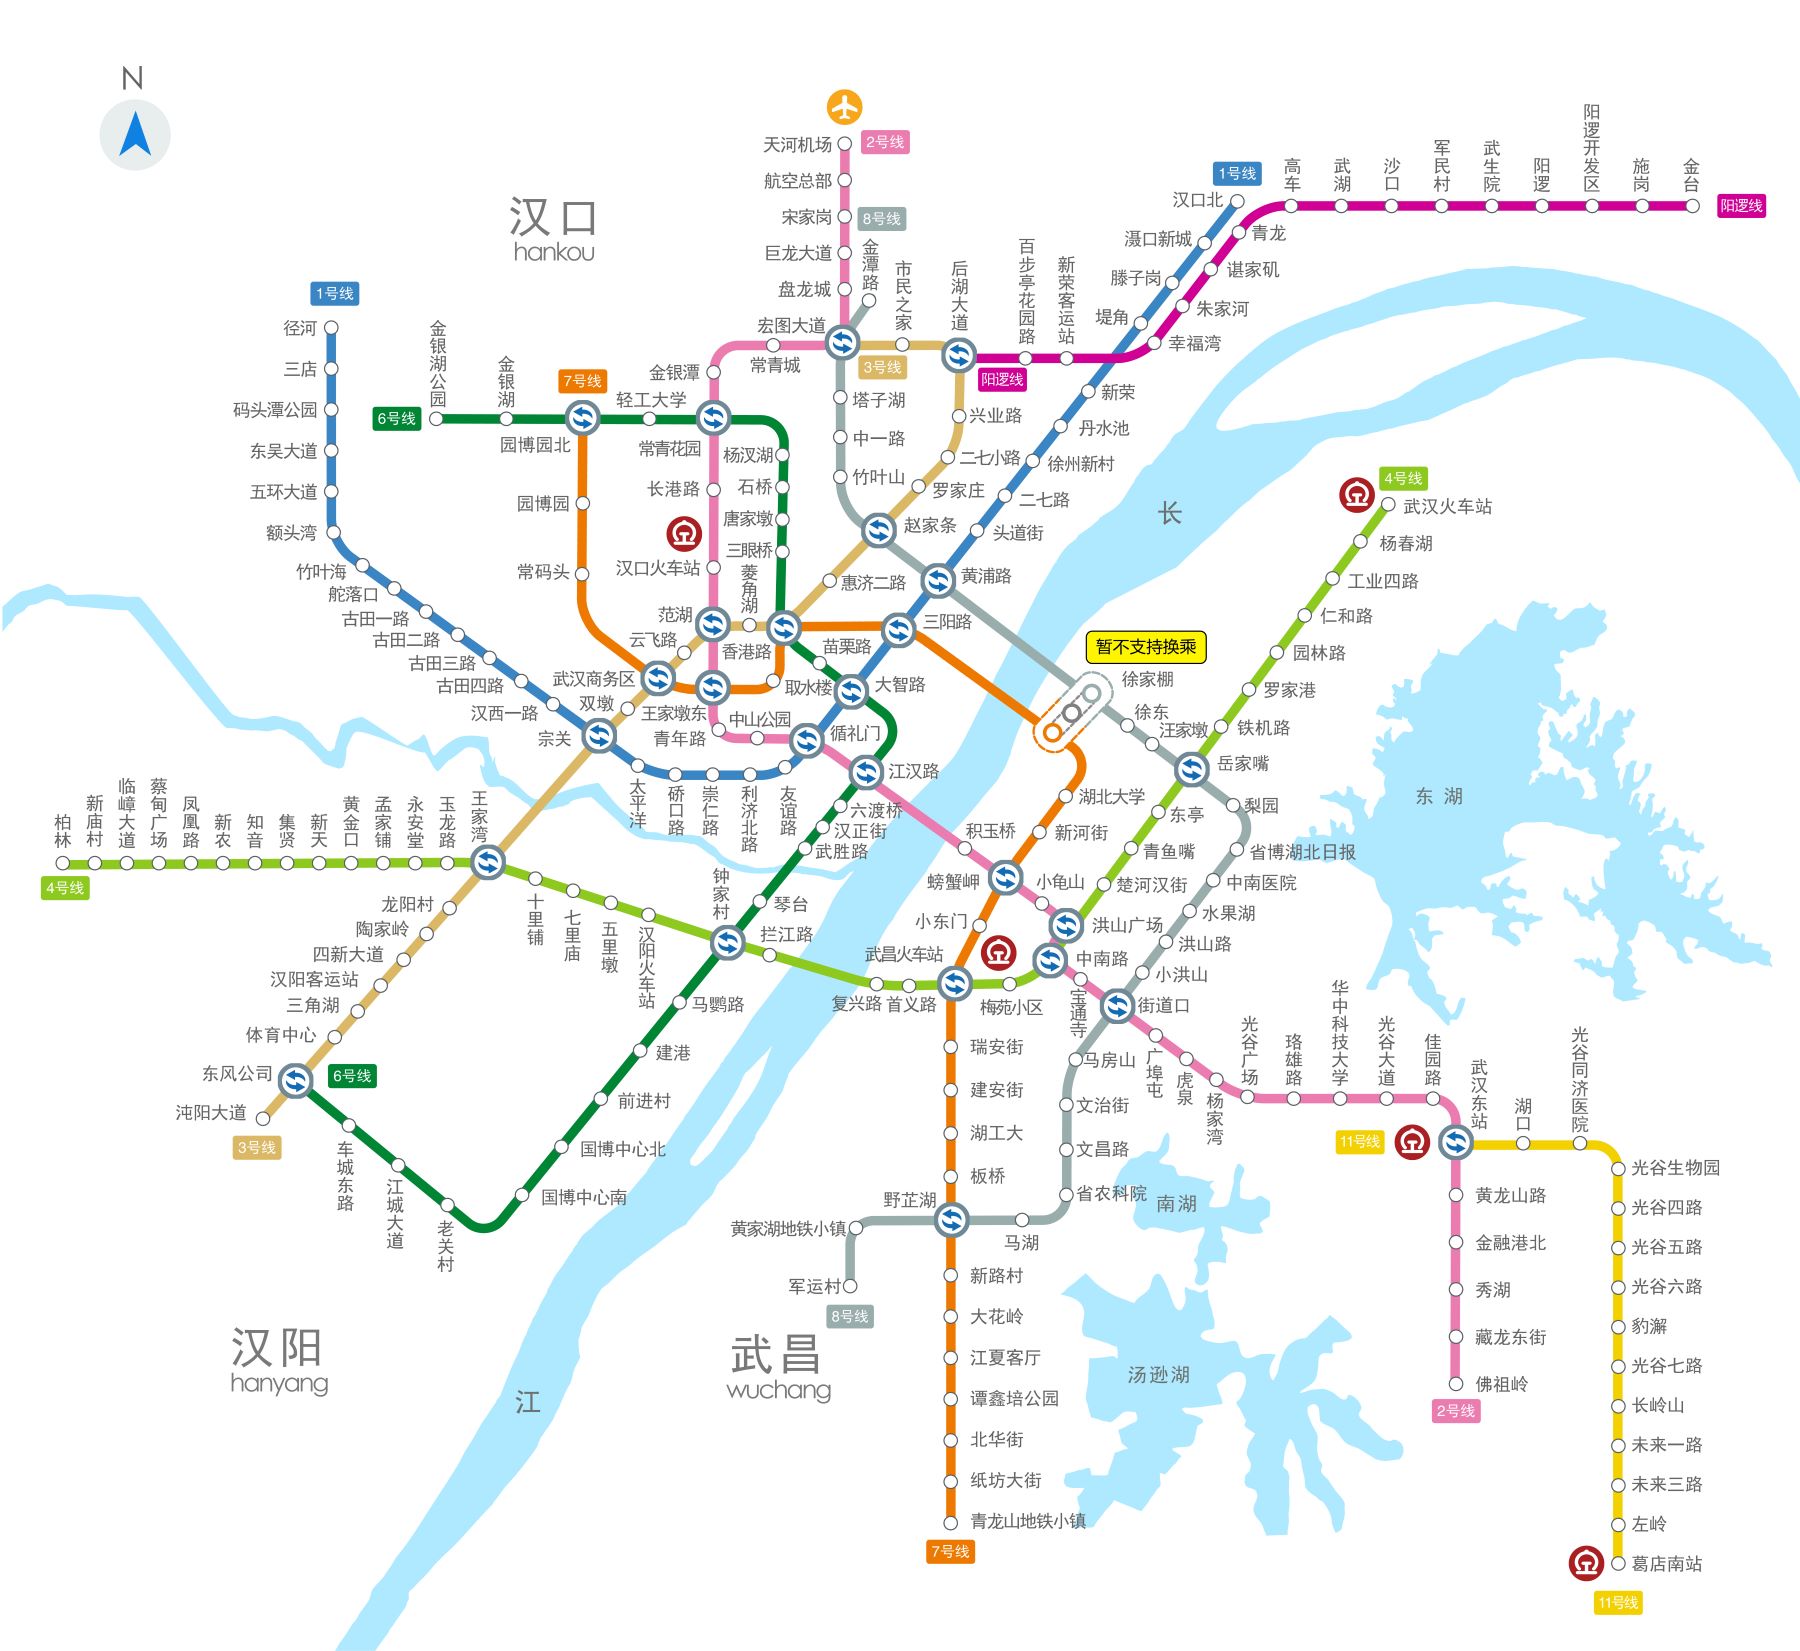 N
汉口
hankou
汉阳
hanyang
武昌
wuchang
长
江
东湖
南湖
汤逊湖
天河机场
2号线
航空总部
宋家岗
8号线
巨龙大道
盘龙城
金潭路
宏图大道
市民之家
后湖大道
3号线
常青城
金银潭
百步亭花园路
新荣客运站
阳逻线
1号线
汉口北
滠口新城
滕子岗
堤角
新荣
丹水池
徐州新村
二七路
头道街
黄浦路
三阳路
大智路
循礼门
友谊路
利济北路
崇仁路
硚口路
太平洋
宗关
汉西一路
古田四路
古田三路
古田二路
古田一路
舵落口
竹叶海
额头湾
五环大道
东吴大道
码头潭公园
三店
径河
1号线
高车
武湖
沙口
军民村
武生院
阳逻
阳逻开发区
施岗
金台
阳逻线
青龙
谌家矶
朱家河
幸福湾
6号线
金银湖公园
金银湖
7号线
园博园北
轻工大学
常青花园
杨汊湖
石桥
唐家墩
三眼桥
园博园
常码头
长港路
汉口火车站
范湖
菱角湖
云飞路
香港路
武汉商务区
双墩
王家墩东
取水楼
苗栗路
青年路
中山公园
江汉路
塔子湖
中一路
竹叶山
赵家条
兴业路
二七小路
罗家庄
惠济二路
暂不支持换乘
徐家棚
徐东
汪家墩
岳家嘴
梨园
省博湖北日报
中南医院
水果湖
洪山路
小洪山
街道口
马房山
文治街
文昌路
省农科院
马湖
野芷湖
黄家湖地铁小镇
军运村
8号线
4号线
武汉火车站
杨春湖
工业四路
仁和路
园林路
罗家港
铁机路
东亭
青鱼嘴
楚河汉街
洪山广场
中南路
梅苑小区
武昌火车站
首义路
复兴路
拦江路
钟家村
汉阳火车站
五里墩
七里庙
十里铺
王家湾
玉龙路
永安堂
孟家铺
黄金口
新天
集贤
知音
新农
凤凰路
蔡甸广场
临嶂大道
新庙村
柏林
4号线
六渡桥
汉正街
武胜路
琴台
马鹦路
建港
前进村
国博中心北
国博中心南
老关村
江城大道
车城东路
东风公司
6号线
龙阳村
陶家岭
四新大道
汉阳客运站
三角湖
体育中心
沌阳大道
3号线
湖北大学
新河街
积玉桥
螃蟹岬
小龟山
小东门
瑞安街
建安街
湖工大
板桥
新路村
大花岭
江夏客厅
谭鑫培公园
北华街
纸坊大街
青龙山地铁小镇
7号线
宝通寺
广埠屯
虎泉
杨家湾
光谷广场
珞雄路
华中科技大学
光谷大道
佳园路
武汉东站
11号线
湖口
光谷同济医院
光谷生物园
光谷四路
光谷五路
光谷六路
豹澥
光谷七路
长岭山
未来一路
未来三路
左岭
葛店南站
11号线
黄龙山路
金融港北
秀湖
藏龙东街
佛祖岭
2号线